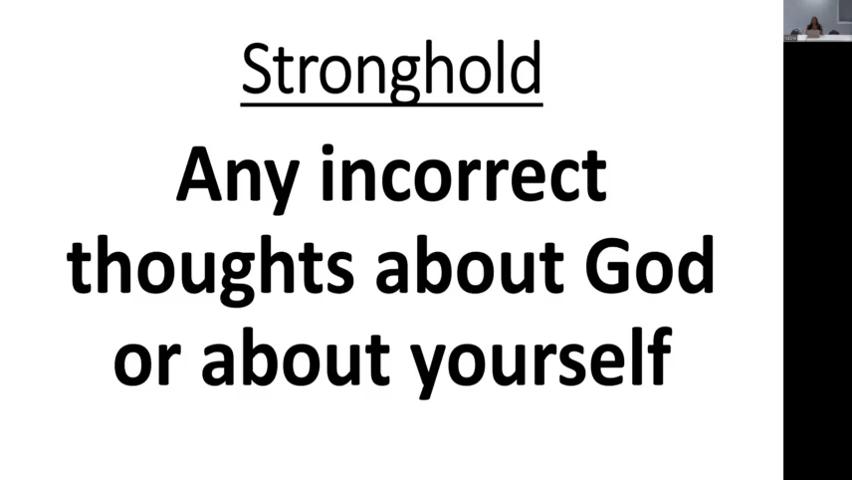 Stronghold
Any incorrect
thoughts about God
or about yourself